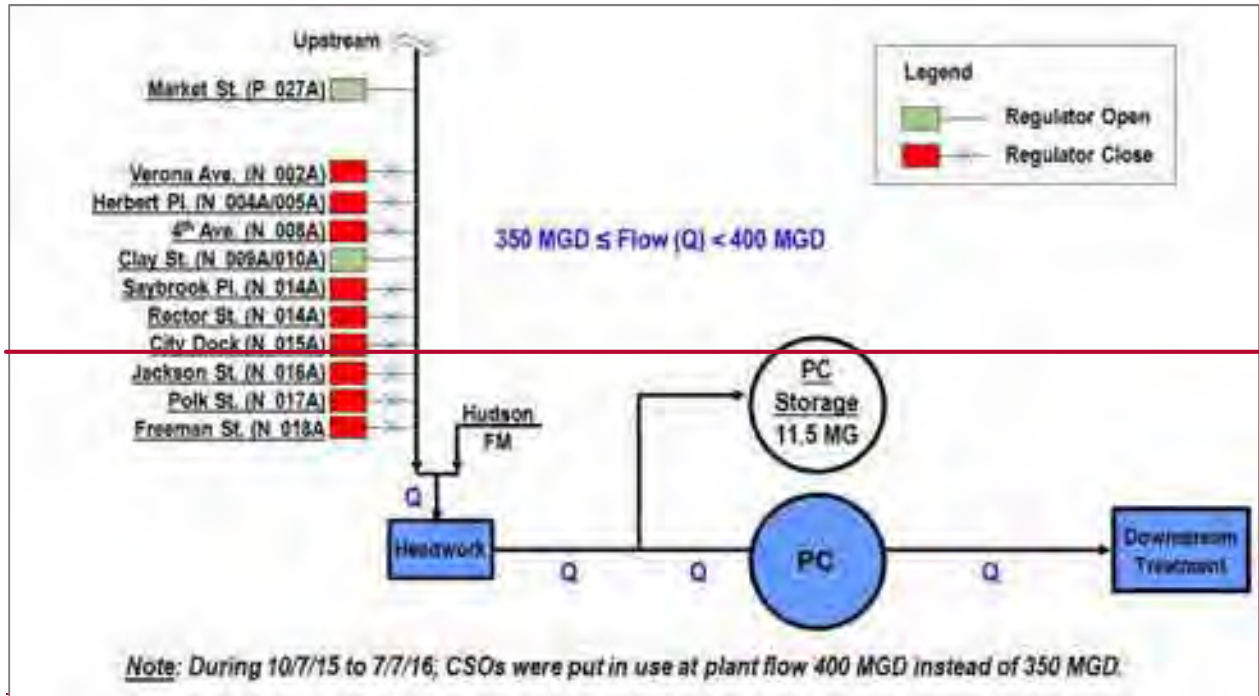 Upstream
Market St. (P 027A)
Verona Ave. (N 002A)
Herbert Pl. (N 004A/005A)
4th Ave. (N 008A)
Clay St. (N 009A/010A)
Saybrook Pl. (N 014A)
Rector St. (N 014A)
City Dock (N 015A)
Jackson St. (N 016A)
Polk St. (N 017A)
Freeman St. (N 018A
Legend
Regulator Open
Regulator Close
350 MGD ≤ Flow (Q) < 400 MGD
Hudson
FM
Q
Headwork
Q
Q
PC
Storage
11.5 MG
PC
Q
Downstream
Treatment
Note: During 10/7/15 to 7/7/16, CSOs were put in use at plant flow 400 MGD instead of 350 MGD.